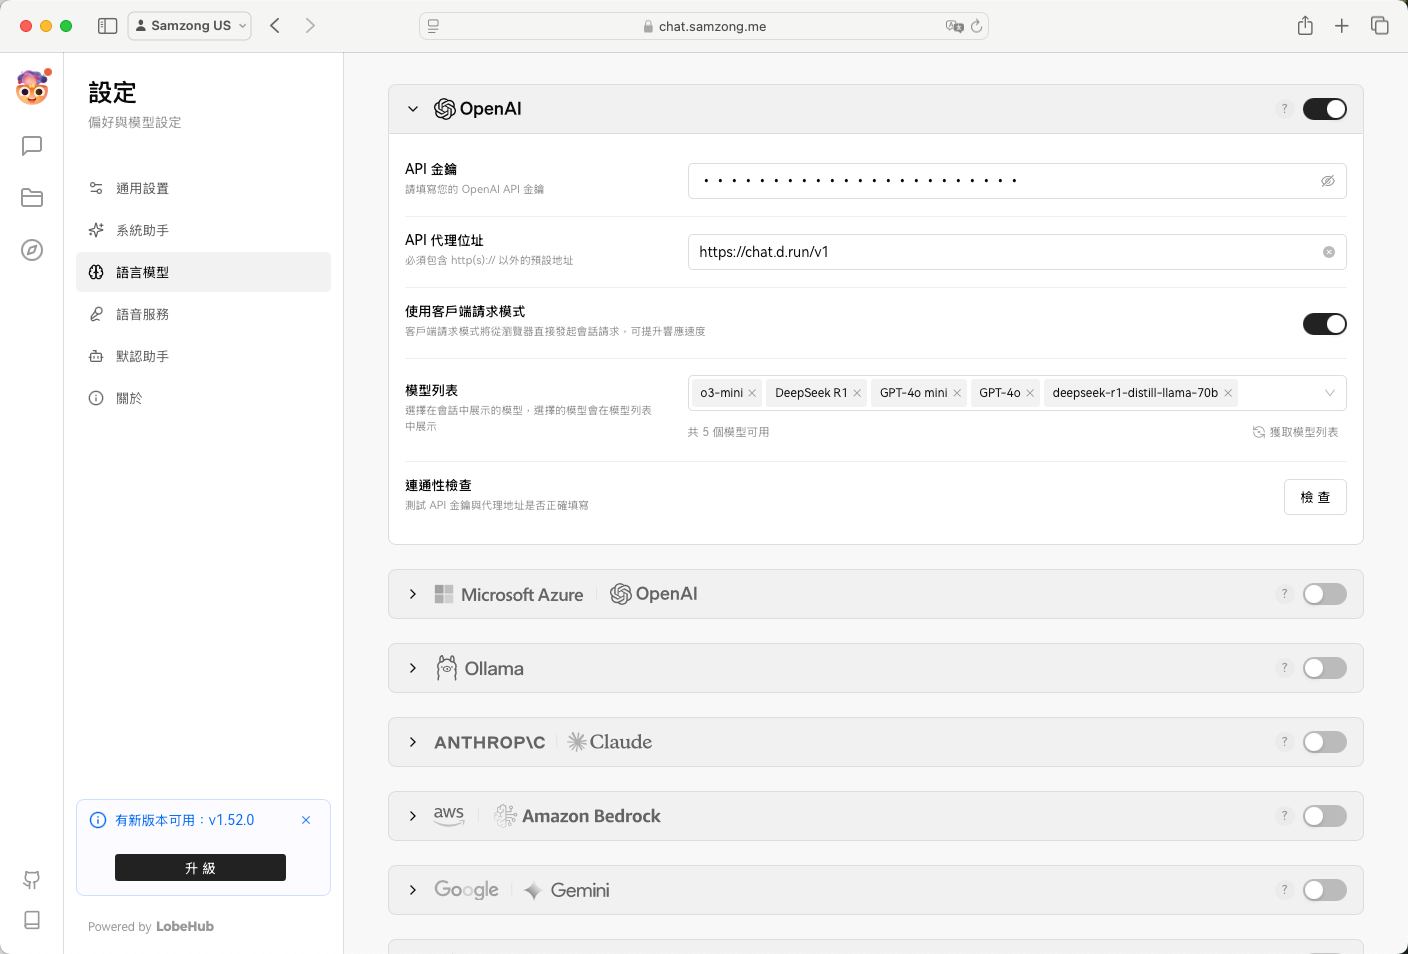 Samzong US
chat.samzong.me
設定
偏好與模型設定
通用設置
系統助手
語言模型
語音服務
默認助手
關於
有新版本可用：v1.52.0
升 級
Powered by LobeHub
OpenAI
?
API 金鑰
請填寫您的 OpenAI API 金鑰
••••••••••••••••••••••••
API 代理位址
必須包含 http(s):// 以外的預設地址
https://chat.d.run/v1
使用客戶端請求模式
客戶端請求模式將從瀏覽器直接發起會話請求，可提升響應速度
模型列表
選擇在會話中展示的模型，選擇的模型會在模型列表
中展示
o3-mini
DeepSeek R1
GPT-4o mini
GPT-4o
deepseek-r1-distill-llama-70b
共 5 個模型可用
獲取模型列表
連通性檢查
測試 API 金鑰與代理地址是否正確填寫
檢 查
Microsoft Azure
OpenAI
?
Ollama
?
ANTHROP\C
Claude
?
aws
Amazon Bedrock
?
Google
Gemini
?